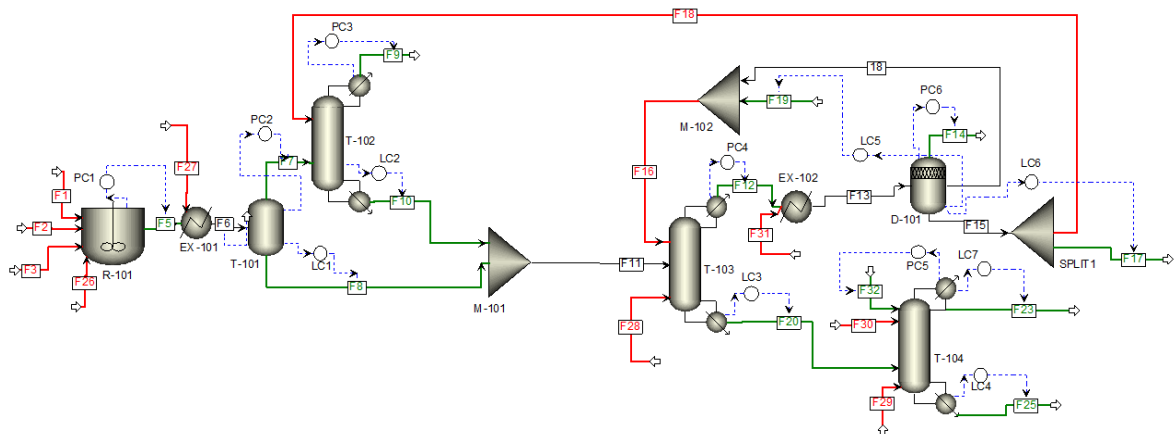 F18
PC3
F9
18
F27
PC2
T-102
F19
PC6
F14
M-102
LC5
F1
PC1
F7
LC2
PC4
EX-102
LC6
F16
F12
F13
F2
F5
F6
F10
D-101
F15
EX-101
F31
F3
R-101
T-101
LC1
F11
T-103
PC5
LC7
SPLIT1
F17
F26
F8
LC3
F32
M-101
F28
F20
F30
F23
T-104
LC4
F29
F25